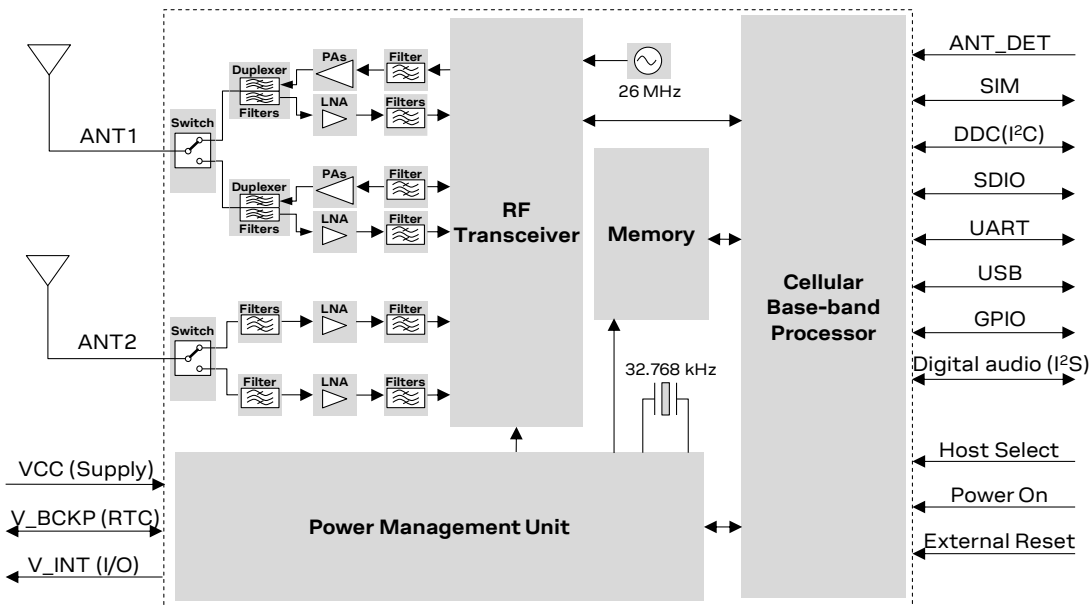 PAs
Filter
Duplexer
Filters
LNA
Filters
26 MHz
ANT1
Switch
PAs
Filter
Duplexer
Filters
LNA
Filter
RF
Transceiver
Memory
Cellular
Base-band
Processor
ANT2
Switch
Filters
LNA
Filter
Filter
LNA
Filters
32.768 kHz
Power Management Unit
VCC (Supply)
V_BCKP (RTC)
V_INT (I/O)
ANT_DET
SIM
DDC(I²C)
SDIO
UART
USB
GPIO
Digital audio (I²S)
Host Select
Power On
External Reset